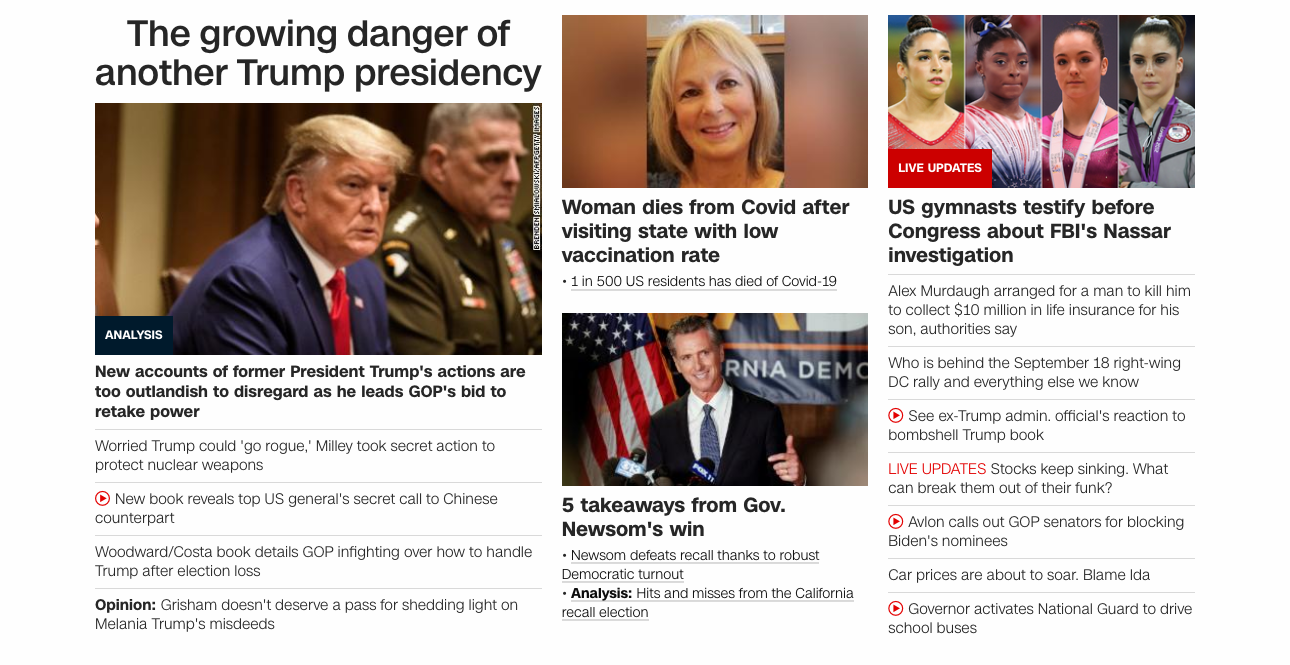 The growing danger of
another Trump presidency
BRENDEN SMIALOWSKI/AFP/GETTY IMAGES
ANALYSIS
New accounts of former President Trump's actions are
too outlandish to disregard as he leads GOP's bid to
retake power
Worried Trump could 'go rogue,' Milley took secret action to
protect nuclear weapons
New book reveals top US general's secret call to Chinese
counterpart
Woodward/Costa book details GOP infighting over how to handle
Trump after election loss
Opinion: Grisham doesn't deserve a pass for shedding light on
Melania Trump's misdeeds
Woman dies from Covid after
visiting state with low
vaccination rate
• 1 in 500 US residents has died of Covid-19
RNIA DEMO
FOX 11
5 takeaways from Gov.
Newsom's win
• Newsom defeats recall thanks to robust
Democratic turnout
• Analysis: Hits and misses from the California
recall election
LIVE UPDATES
US gymnasts testify before
Congress about FBI's Nassar
investigation
Alex Murdaugh arranged for a man to kill him
to collect $10 million in life insurance for his
son, authorities say
Who is behind the September 18 right-wing
DC rally and everything else we know
See ex-Trump admin. official's reaction to
bombshell Trump book
LIVE UPDATES Stocks keep sinking. What
can break them out of their funk?
Avlon calls out GOP senators for blocking
Biden's nominees
Car prices are about to soar. Blame Ida
Governor activates National Guard to drive
school buses